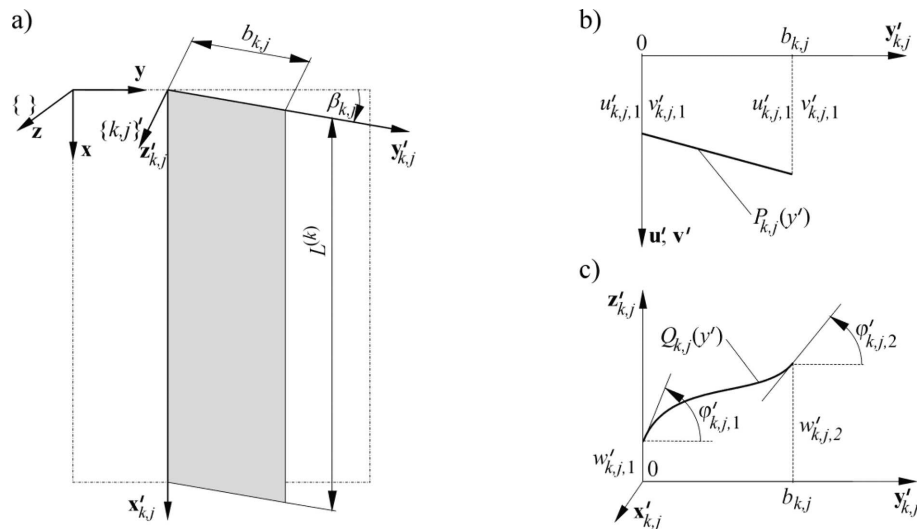 a)
b_{k,j}
y
β_{k,j}
{ }
z
x
{k,j}'
z'_{k,j}
y'_{k,j}
L^{(k)}
x'_{k,j}
b)
0
b_{k,j}
y'_{k,j}
u'_{k,j,1} v'_{k,j,1}
u'_{k,j,1} v'_{k,j,1}
P_{k,j}(y')
u', v'
c)
z'_{k,j}
Q_{k,j}(y')
φ'_{k,j,2}
φ'_{k,j,1}
w'_{k,j,2}
w'_{k,j,1} 0
x'_{k,j}
b_{k,j}
y'_{k,j}